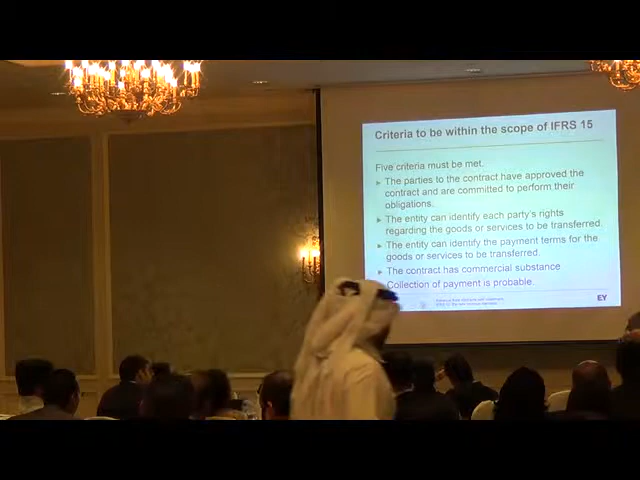 Criteria to be within the scope of IFRS 15
Five criteria must be met.
The parties to the contract have approved the
contract and are committed to perform their
obligations.
The entity can identify each party's rights
regarding the goods or services to be transferred.
The entity can identify the payment terms for the
goods or services to be transferred.
The contract has commercial substance
Collection of payment is probable.
EY